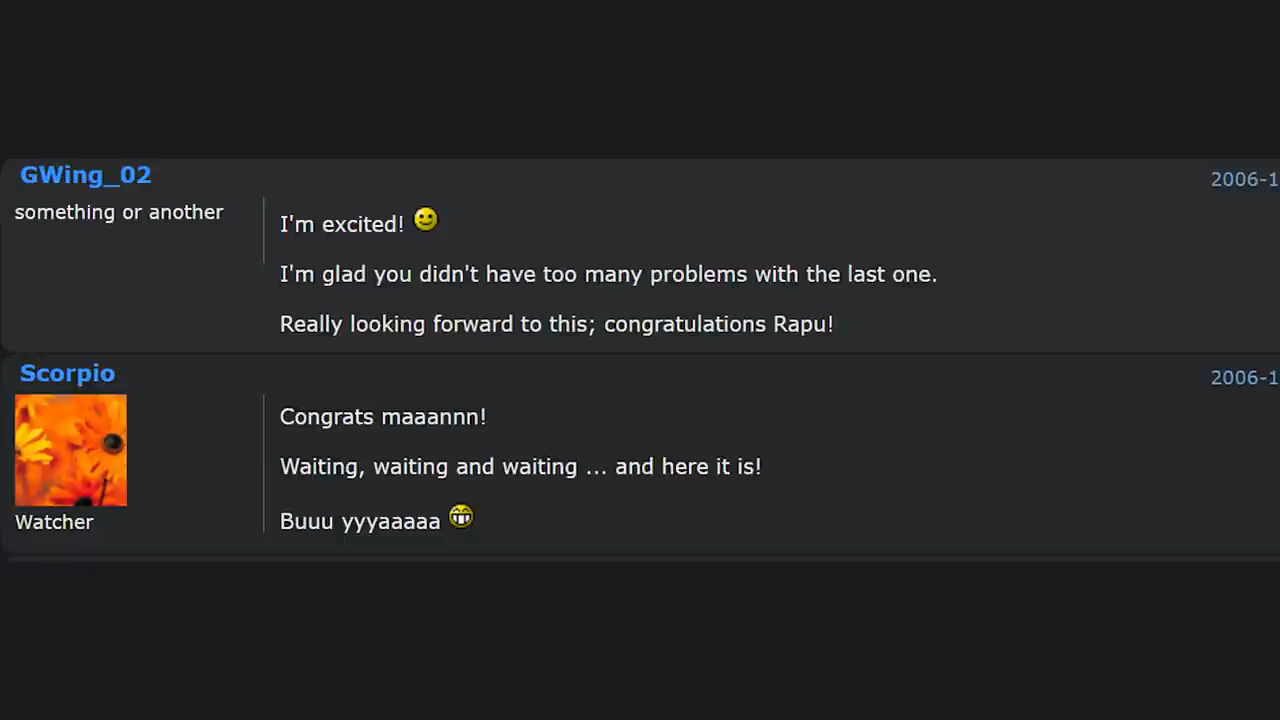 GWing_02
2006-1
something or another
I'm excited!
I'm glad you didn't have too many problems with the last one.
Really looking forward to this; congratulations Rapu!
Scorpio
2006-1
Congrats maaannn!
Waiting, waiting and waiting ... and here it is!
Buuu yyyaaaaa
Watcher